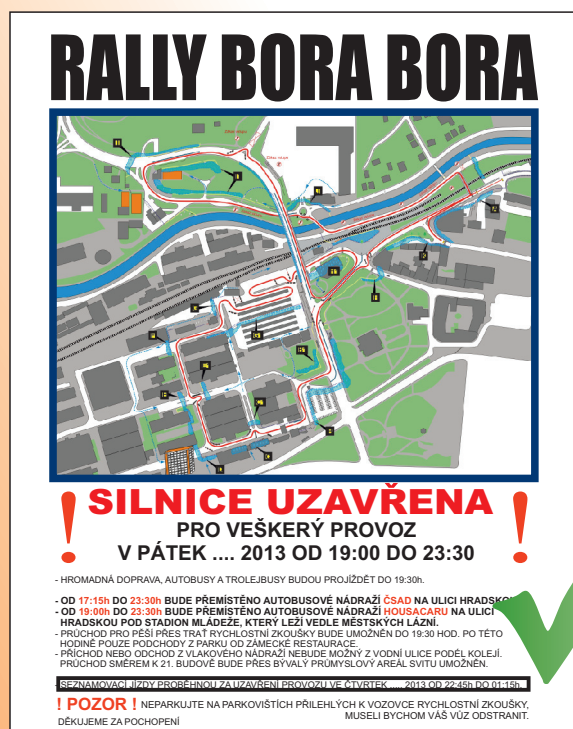 RALLY BORA BORA
! SILNICE UZAVŘENA !
PRO VEŠKERÝ PROVOZ
V PÁTEK .... 2013 OD 19:00 DO 23:30
- HROMADNÁ DOPRAVA, AUTOBUSY A TROLEJBUSY BUDOU PROJÍŽDĚT DO 19:30h.
- OD 17:15h DO 23:30h BUDE PŘEMÍSTĚNO AUTOBUSOVÉ NÁDRAŽÍ ČSAD NA ULICI
- OD 19:00h DO 23:30h BUDE PŘEMÍSTĚNO AUTOBUSOVÉ NÁDRAŽÍ HOUSACARU NA ULICI
HRADSKOU POD STADION MLÁDEŽE, KTERÝ LEŽÍ VEDLE MĚSTSKÝCH LÁZNÍ.
- PRŮCHOD PRO PĚŠÍ PŘES TRAŤ RYCHLOSTNÍ ZKOUŠKY BUDE UMOŽNĚN DO 19:30 HOD. PO TÉTO
HODINĚ POUZE PODCHODY Z PARKU OD ZÁMECKÉ RESTAURACE.
- PŘÍCHOD NEBO ODCHOD Z VLAKOVÉHO NÁDRAŽÍ NEBUDE MOŽNÝ Z VODNÍ ULICE PODÉL KOLEJÍ.
PRŮCHOD SMĚREM K 21. BUDOVĚ BUDE PŘES BÝVALÝ PRŮMYSLOVÝ AREÁL SVITU UMOŽNĚN.
- SEZNAMOVACÍ JÍZDY PROBĚHNOU ZA UZAVŘENÍ PROVOZU VE ČTVRTEK ..... 2013 OD 22:45h DO 01:15h.
! POZOR ! NEPARKUJTE NA PARKOVIŠTÍCH PŘILEHLÝCH K VOZOVCE RYCHLOSTNÍ ZKOUŠKY,
MUSELI BYCHOM VÁŠ VŮZ ODSTRANIT.
DĚKUJEME ZA POCHOPENÍ